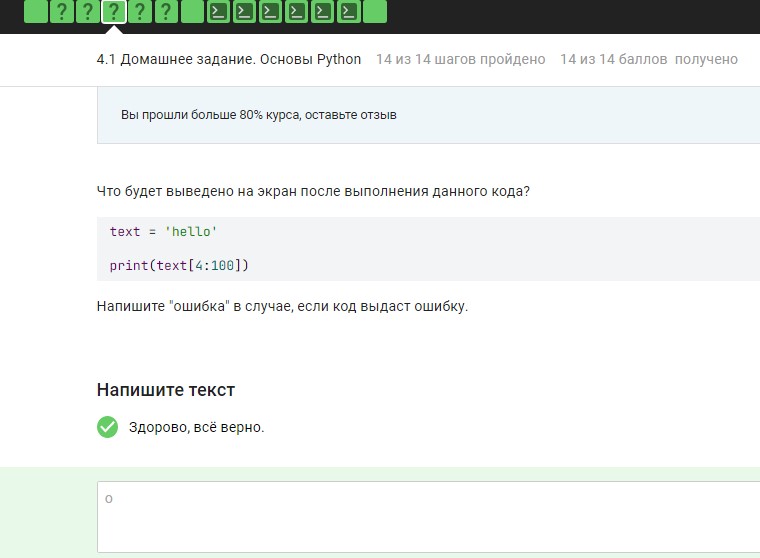 ? ? ? ? ?
4.1 Домашнее задание. Основы Python 14 из 14 шагов пройдено 14 из 14 баллов получено
Вы прошли больше 80% курса, оставьте отзыв
Что будет выведено на экран после выполнения данного кода?
text = 'hello'
print(text[4:100])
Напишите "ошибка" в случае, если код выдаст ошибку.
Напишите текст
Здорово, всё верно.
o